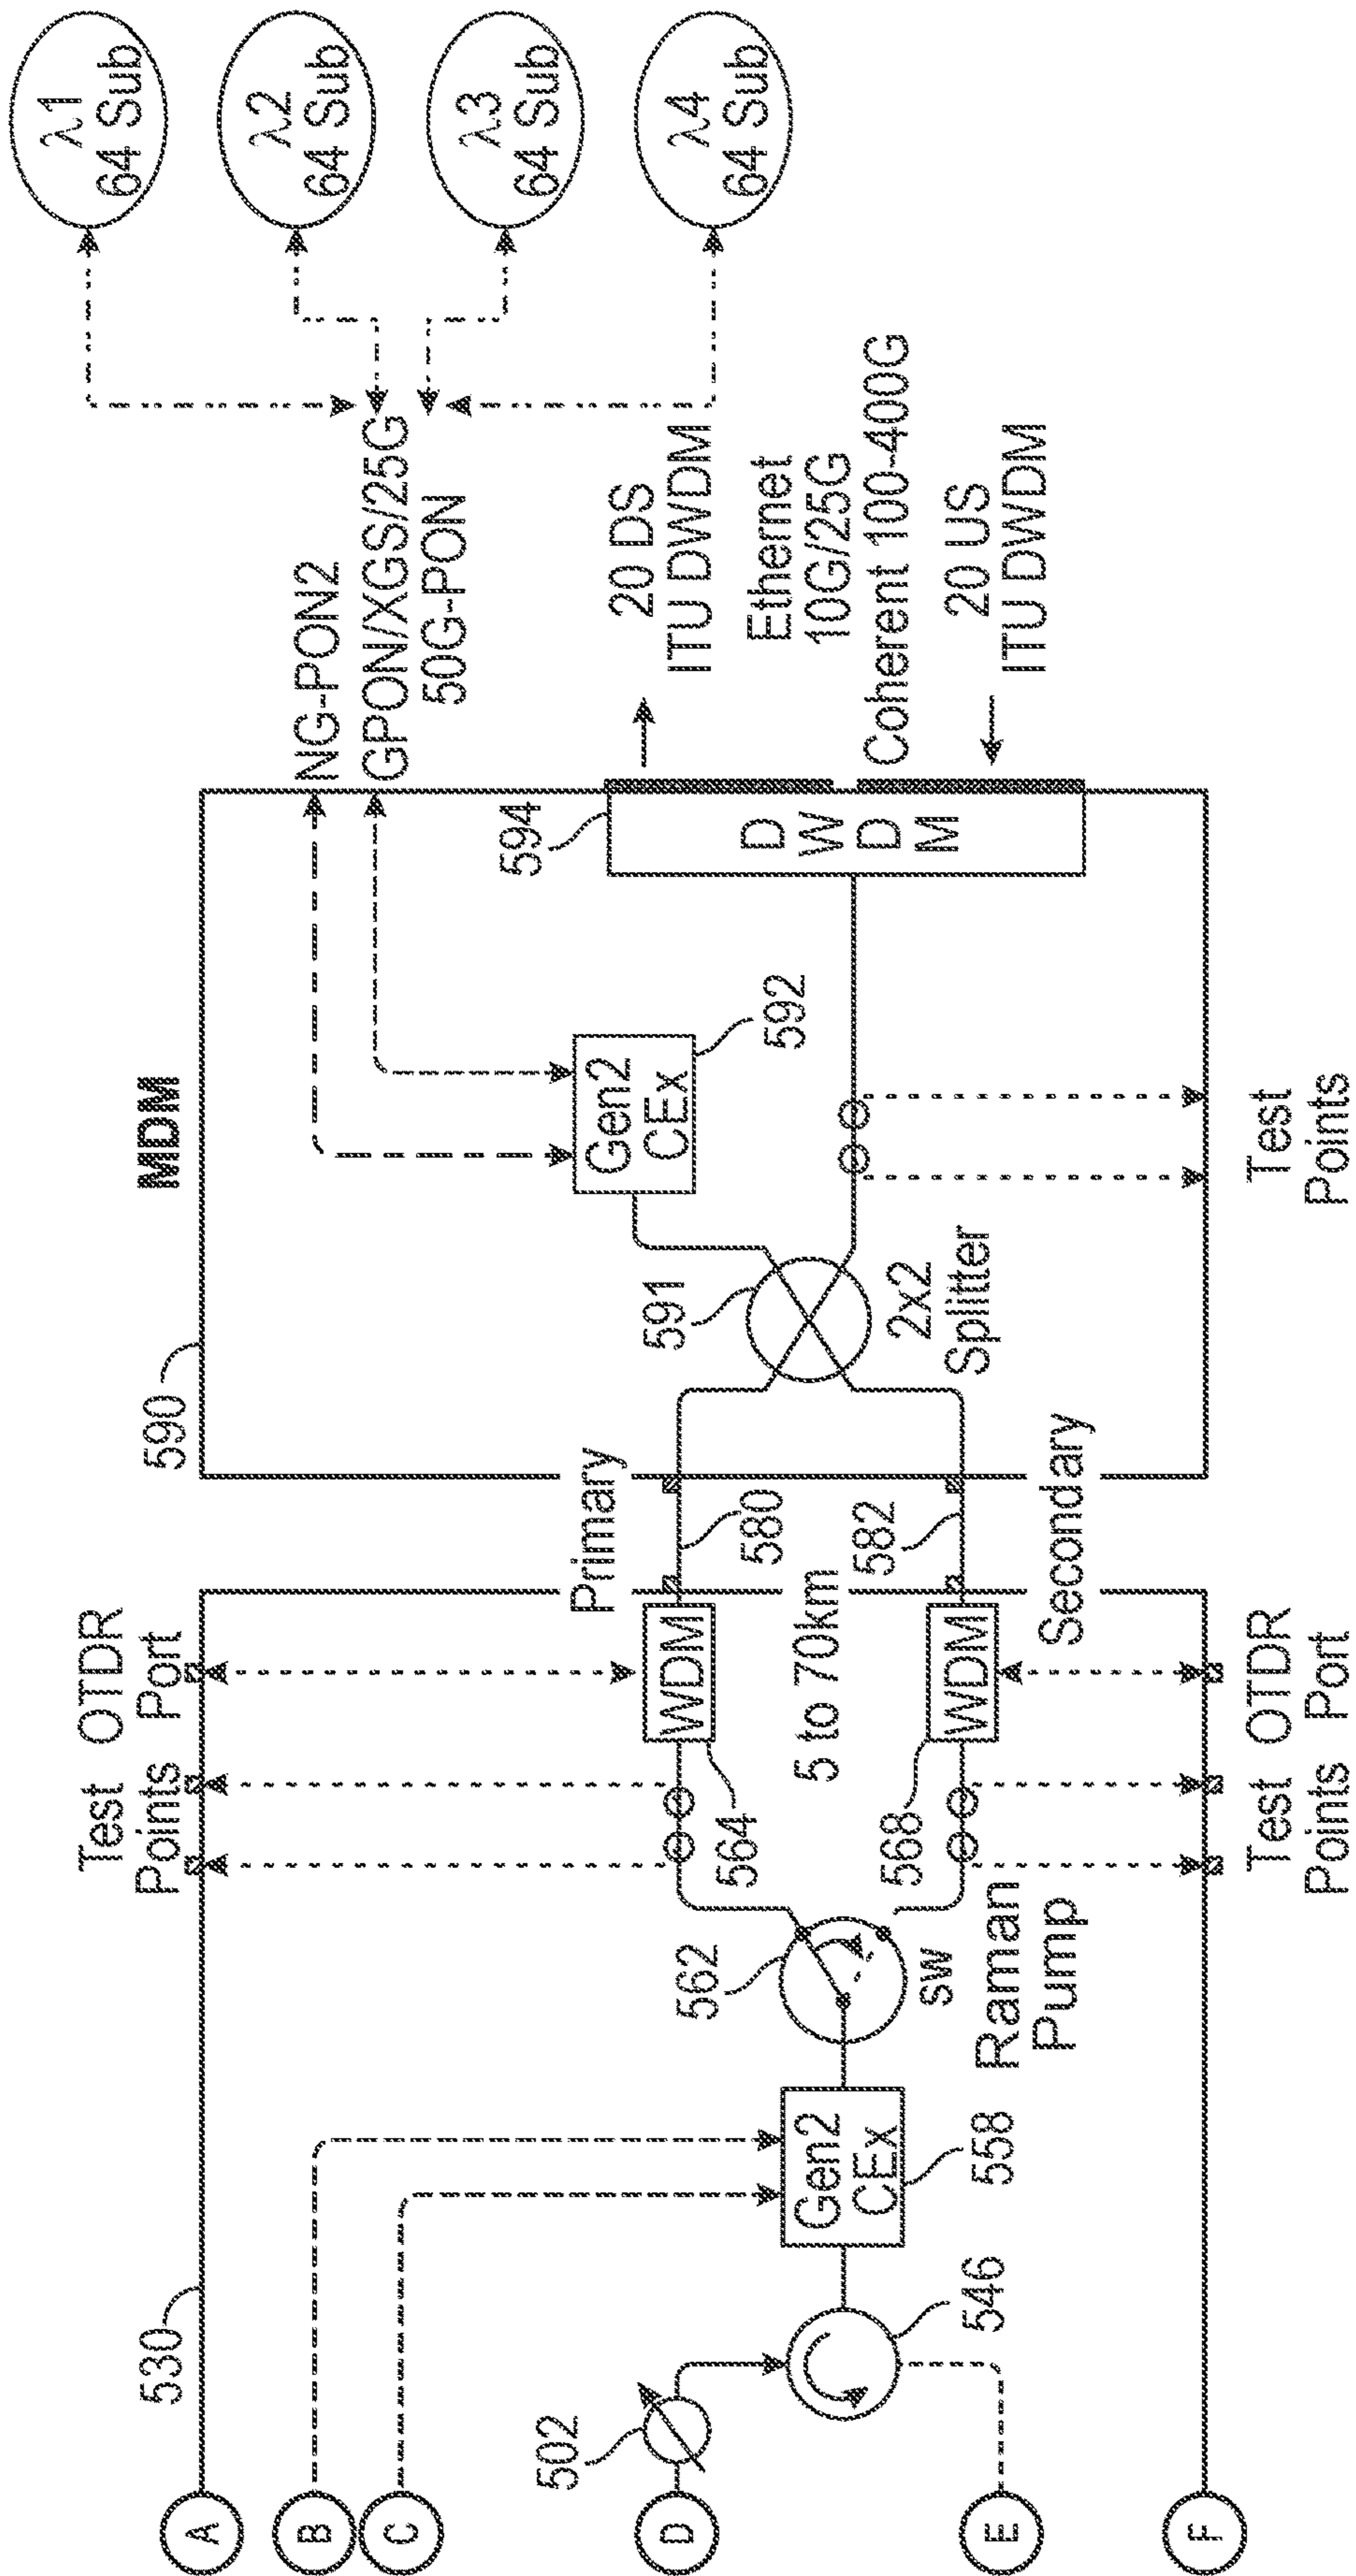 A
B
C
D
E
F
530
502
546
Gen2
CEx
558
562
SW
Raman
Pump
Test
Points
OTDR
Port
564
WDM
5 to 70km
568
WDM
Test
Points
OTDR
Port
Primary
580
582
Secondary
590
MDM
591
2x2
Splitter
Gen2
CEx
592
Test
Points
594
D
W
D
M
NG-PON2
GPON/XGS/25G
50G-PON
20 DS
ITU DWDM
Ethernet
10G/25G
Coherent 100-400G
20 US
ITU DWDM
λ1
64 Sub
λ2
64 Sub
λ3
64 Sub
λ4
64 Sub